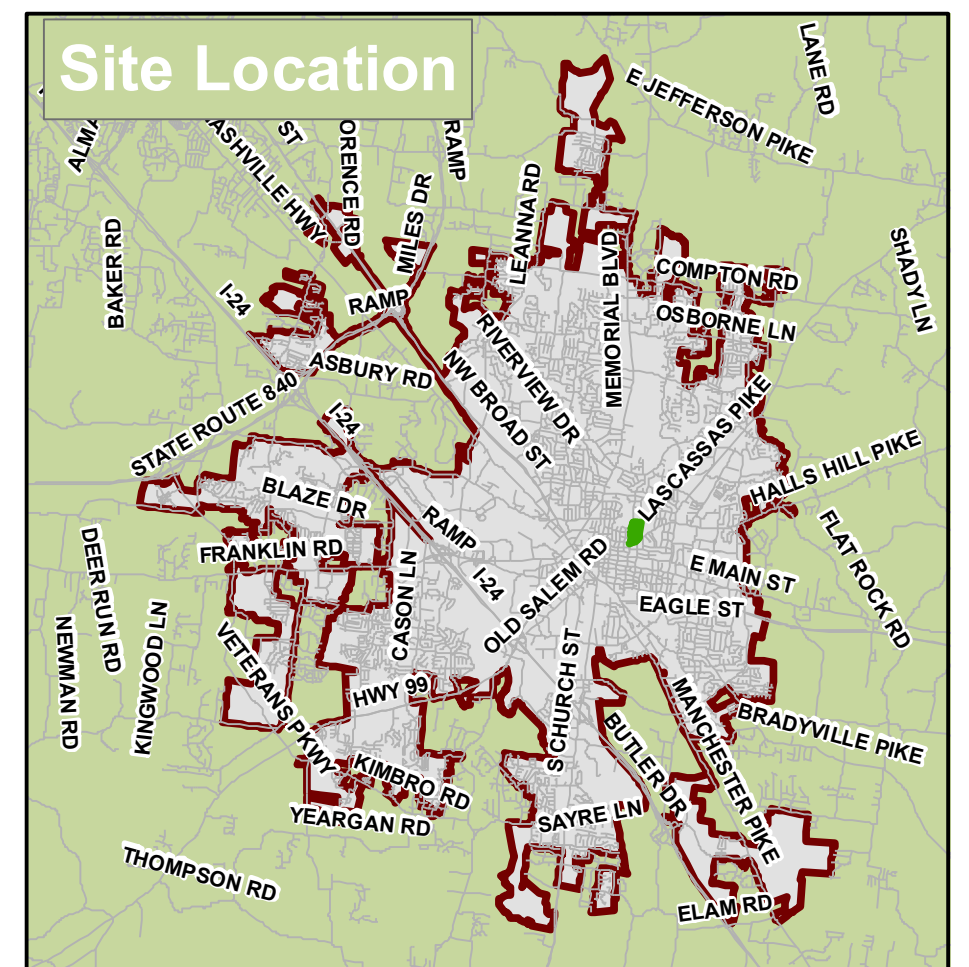 Site Location
LANE RD
E JEFFERSON PIKE
ST
RAMP
MILES DR
LEANNA RD
BAKER RD
SHADY LN
COMPTON RD
MEMORIAL BLVD
I-24
RAMP
OSBORNE LN
RIVERVIEW DR
ASBURY RD
NW BROAD ST
STATE ROUTE 840
I-24
LASCASSAS PIKE
HALLS HILL PIKE
BLAZE DR
RAMP
FLAT ROCK RD
FRANKLIN RD
DEER RUN RD
CASON LN
I-24
OLD SALEM RD
E MAIN ST
EAGLE ST
NEWMAN RD
KINGWOOD LN
VETERANS PKWY
HWY 99
S CHURCH ST
MANCHESTER PIKE
BRADYVILLE PIKE
BUTLER DR
KIMBRO RD
YEARGAN RD
SAYRE LN
THOMPSON RD
ELAM RD